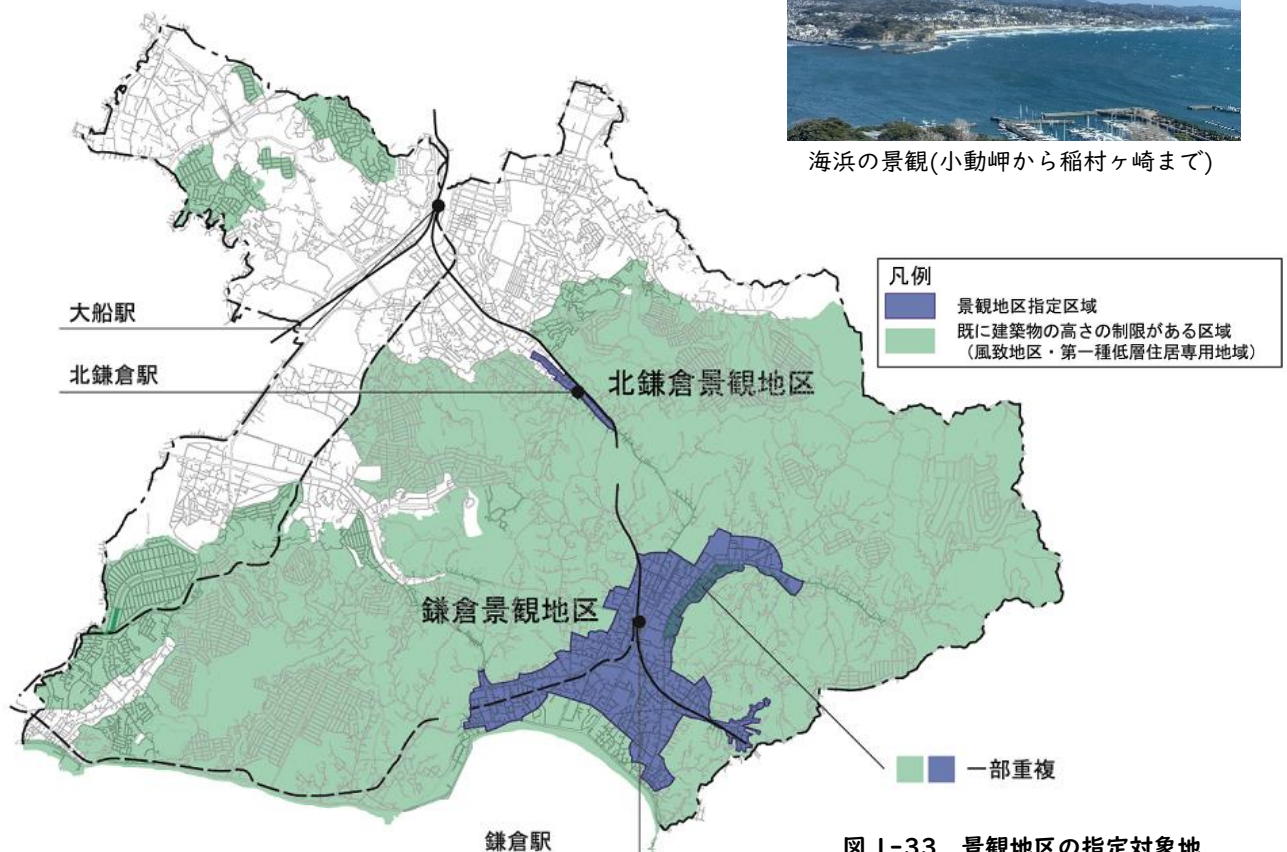 海浜の景観(小動岬から稲村ヶ崎まで)
凡例
景観地区指定区域
既に建築物の高さの制限がある区域
(風致地区・第一種低層住居専用地域)
大船駅
北鎌倉駅
北鎌倉景観地区
鎌倉景観地区
一部重複
鎌倉駅
図 1-33 景観地区の指定対象地